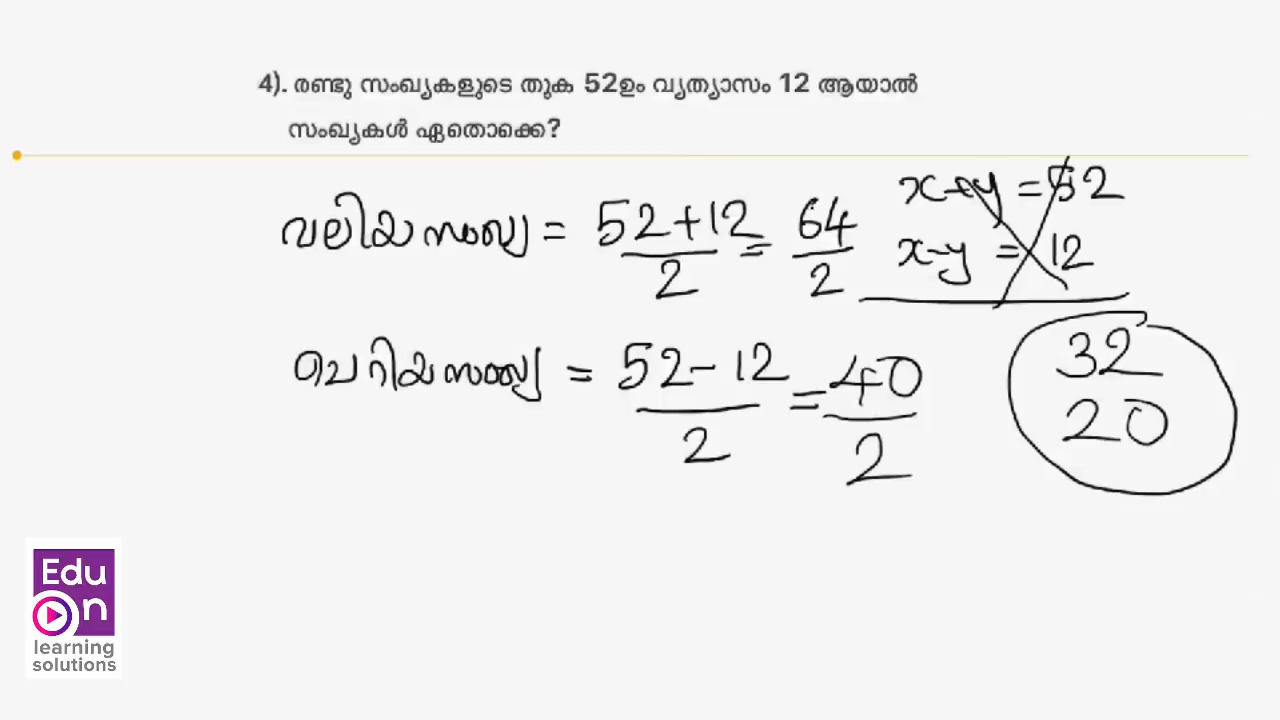 4). രണ്ടു സംഖ്യകളുടെ തുക 52ഉം വ്യത്യാസം 12 ആയാൽ
സംഖ്യകൾ ഏതൊക്കെ?
x+y = 52
x-y = 12
വലിയ സംഖ്യ = 52+12/2 = 64/2
ചെറിയ സംഖ്യ = 52-12/2 = 40/2
32
20
Edu
On
learning
solutions